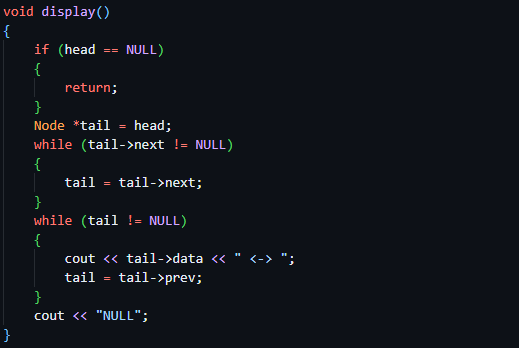 void display()
{
    if (head == NULL)
    {
        return;
    }
    Node *tail = head;
    while (tail->next != NULL)
    {
        tail = tail->next;
    }
    while (tail != NULL)
    {
        cout << tail->data << " <-> ";
        tail = tail->prev;
    }
    cout << "NULL";
}